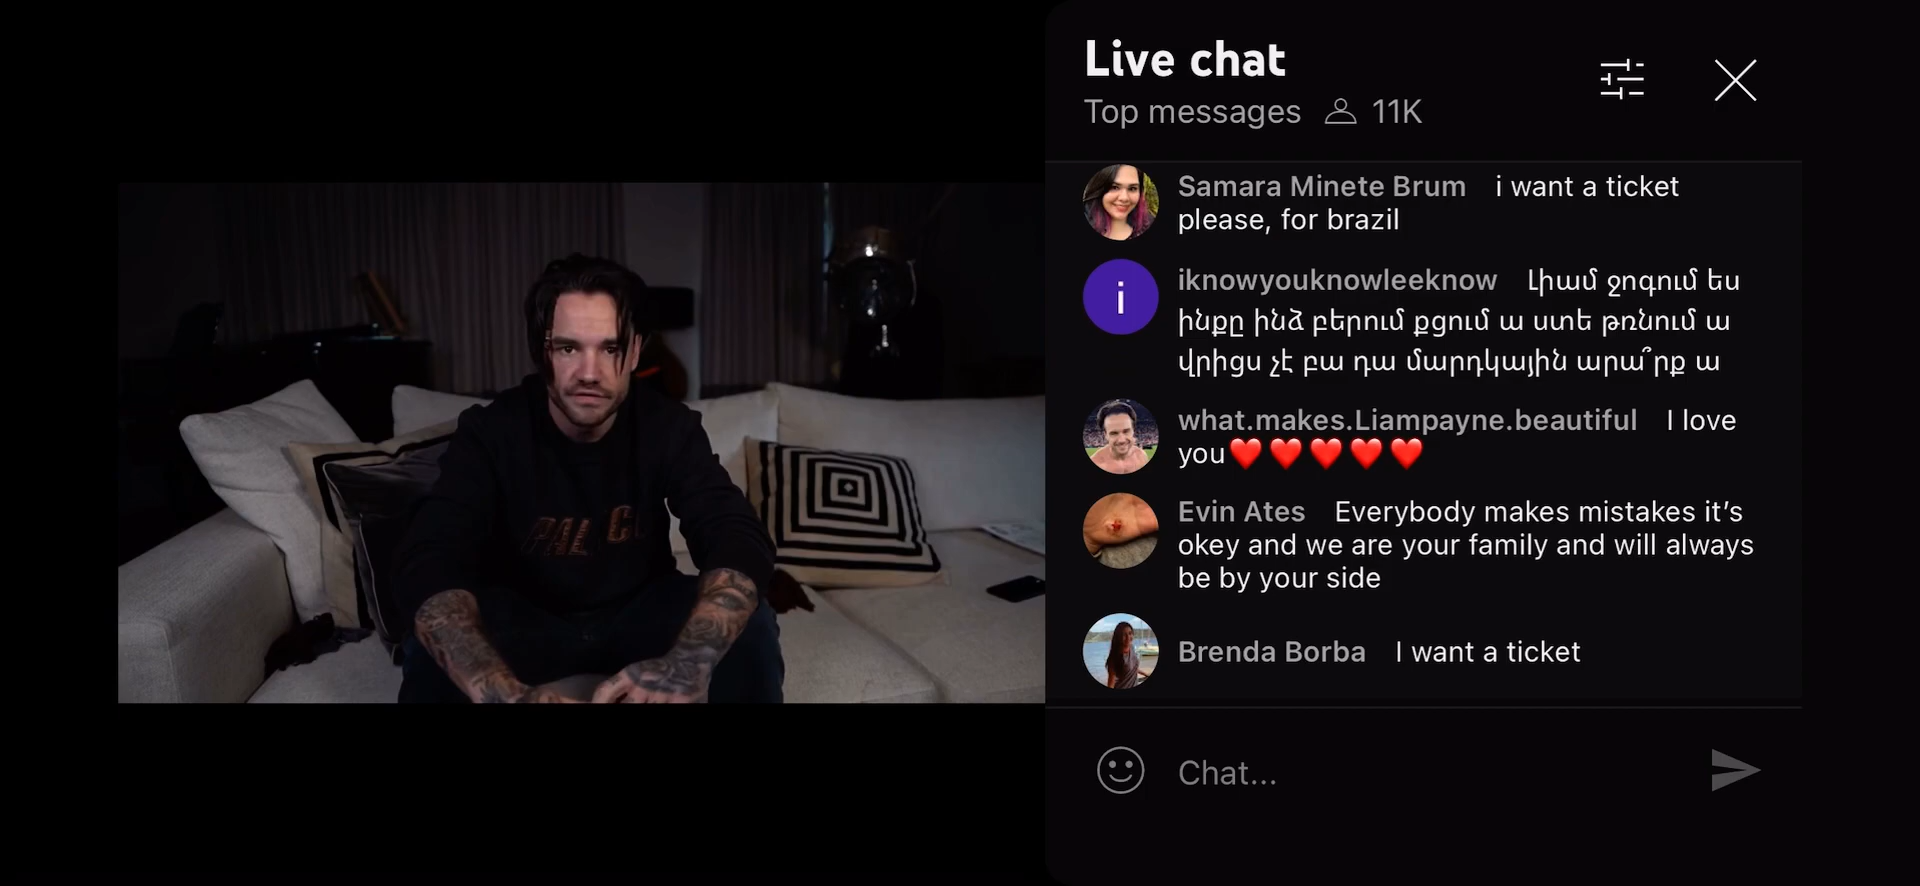 Live chat
Top messages 11K
Samara Minete Brum i want a ticket
please, for brazil
i
iknowyouknowleeknow Լիամ ջոգում ես
ինքը ինձ բերում քցում ա ստե թռնում ա
վրիցս չէ բա դա մարդկային արա՞րք ա
what.makes.Liampayne.beautiful I love
you❤️❤️❤️❤️❤️
Evin Ates Everybody makes mistakes it’s
okey and we are your family and will always
be by your side
Brenda Borba I want a ticket
Chat...